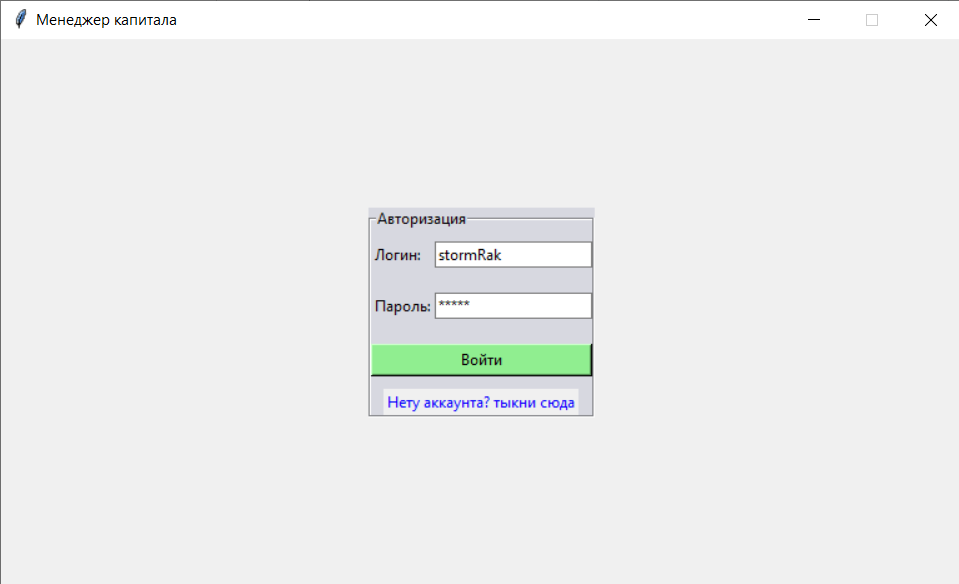 Менеджер капитала
Авторизация
Логин: stormRak
Пароль: *****
Войти
Нету аккаунта? тыкни сюда